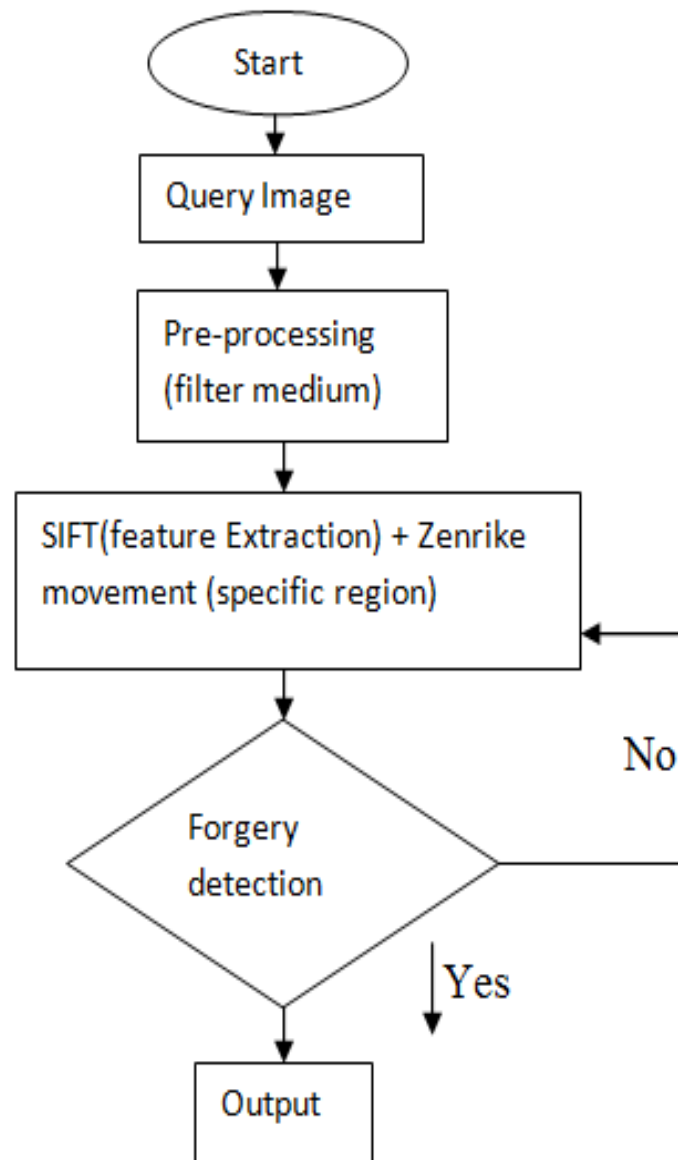 Start
Query Image
Pre-processing
(filter medium)
SIFT(feature Extraction) + Zenrike
movement (specific region)
No
Forgery
detection
Yes
Output